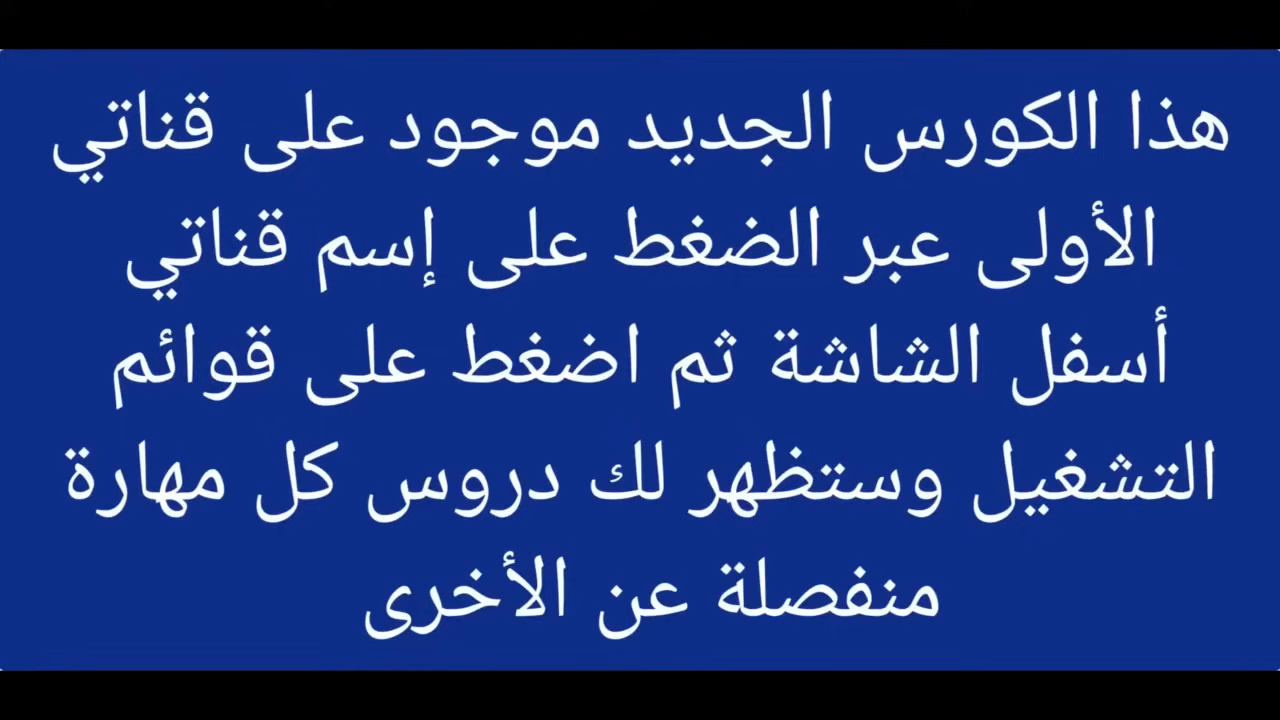 هذا الكورس الجديد موجود على قناتي
الأولى عبر الضغط على إسم قناتي
أسفل الشاشة ثم اضغط على قوائم
التشغيل وستظهر لك دروس كل مهارة
منفصلة عن الأخرى